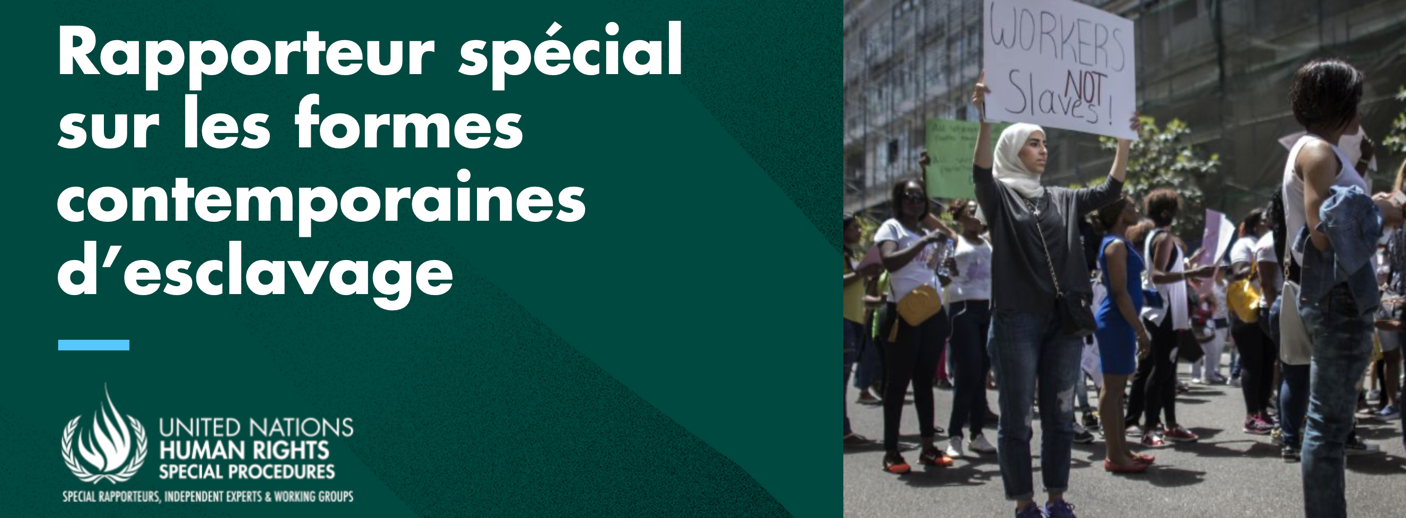 Rapporteur spécial
sur les formes
contemporaines
d’esclavage
UNITED NATIONS
HUMAN RIGHTS
SPECIAL PROCEDURES
SPECIAL RAPPORTEURS, INDEPENDENT EXPERTS & WORKING GROUPS
WORKERS
NOT
Slaves!